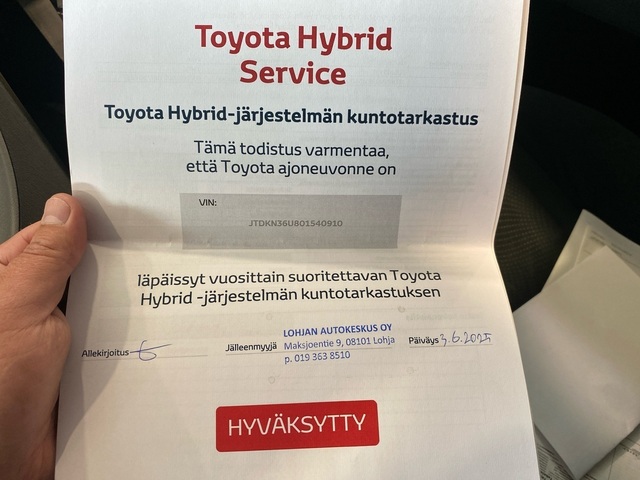 Toyota Hybrid
Service
Toyota Hybrid-järjestelmän kuntotarkastus
Tämä todistus varmentaa,
että Toyota ajoneuvonne on
VIN:
JTDKN36U801540910
läpäissyt vuosittain suoritettavan Toyota
Hybrid -järjestelmän kuntotarkastuksen
Allekirjoitus
Jälleenmyyjä
LOHJAN AUTOKESKUS OY
Maksjoentie 9, 08101 Lohja
p. 019 363 8510
Päiväys 3.6.2025
HYVÄKSYTTY